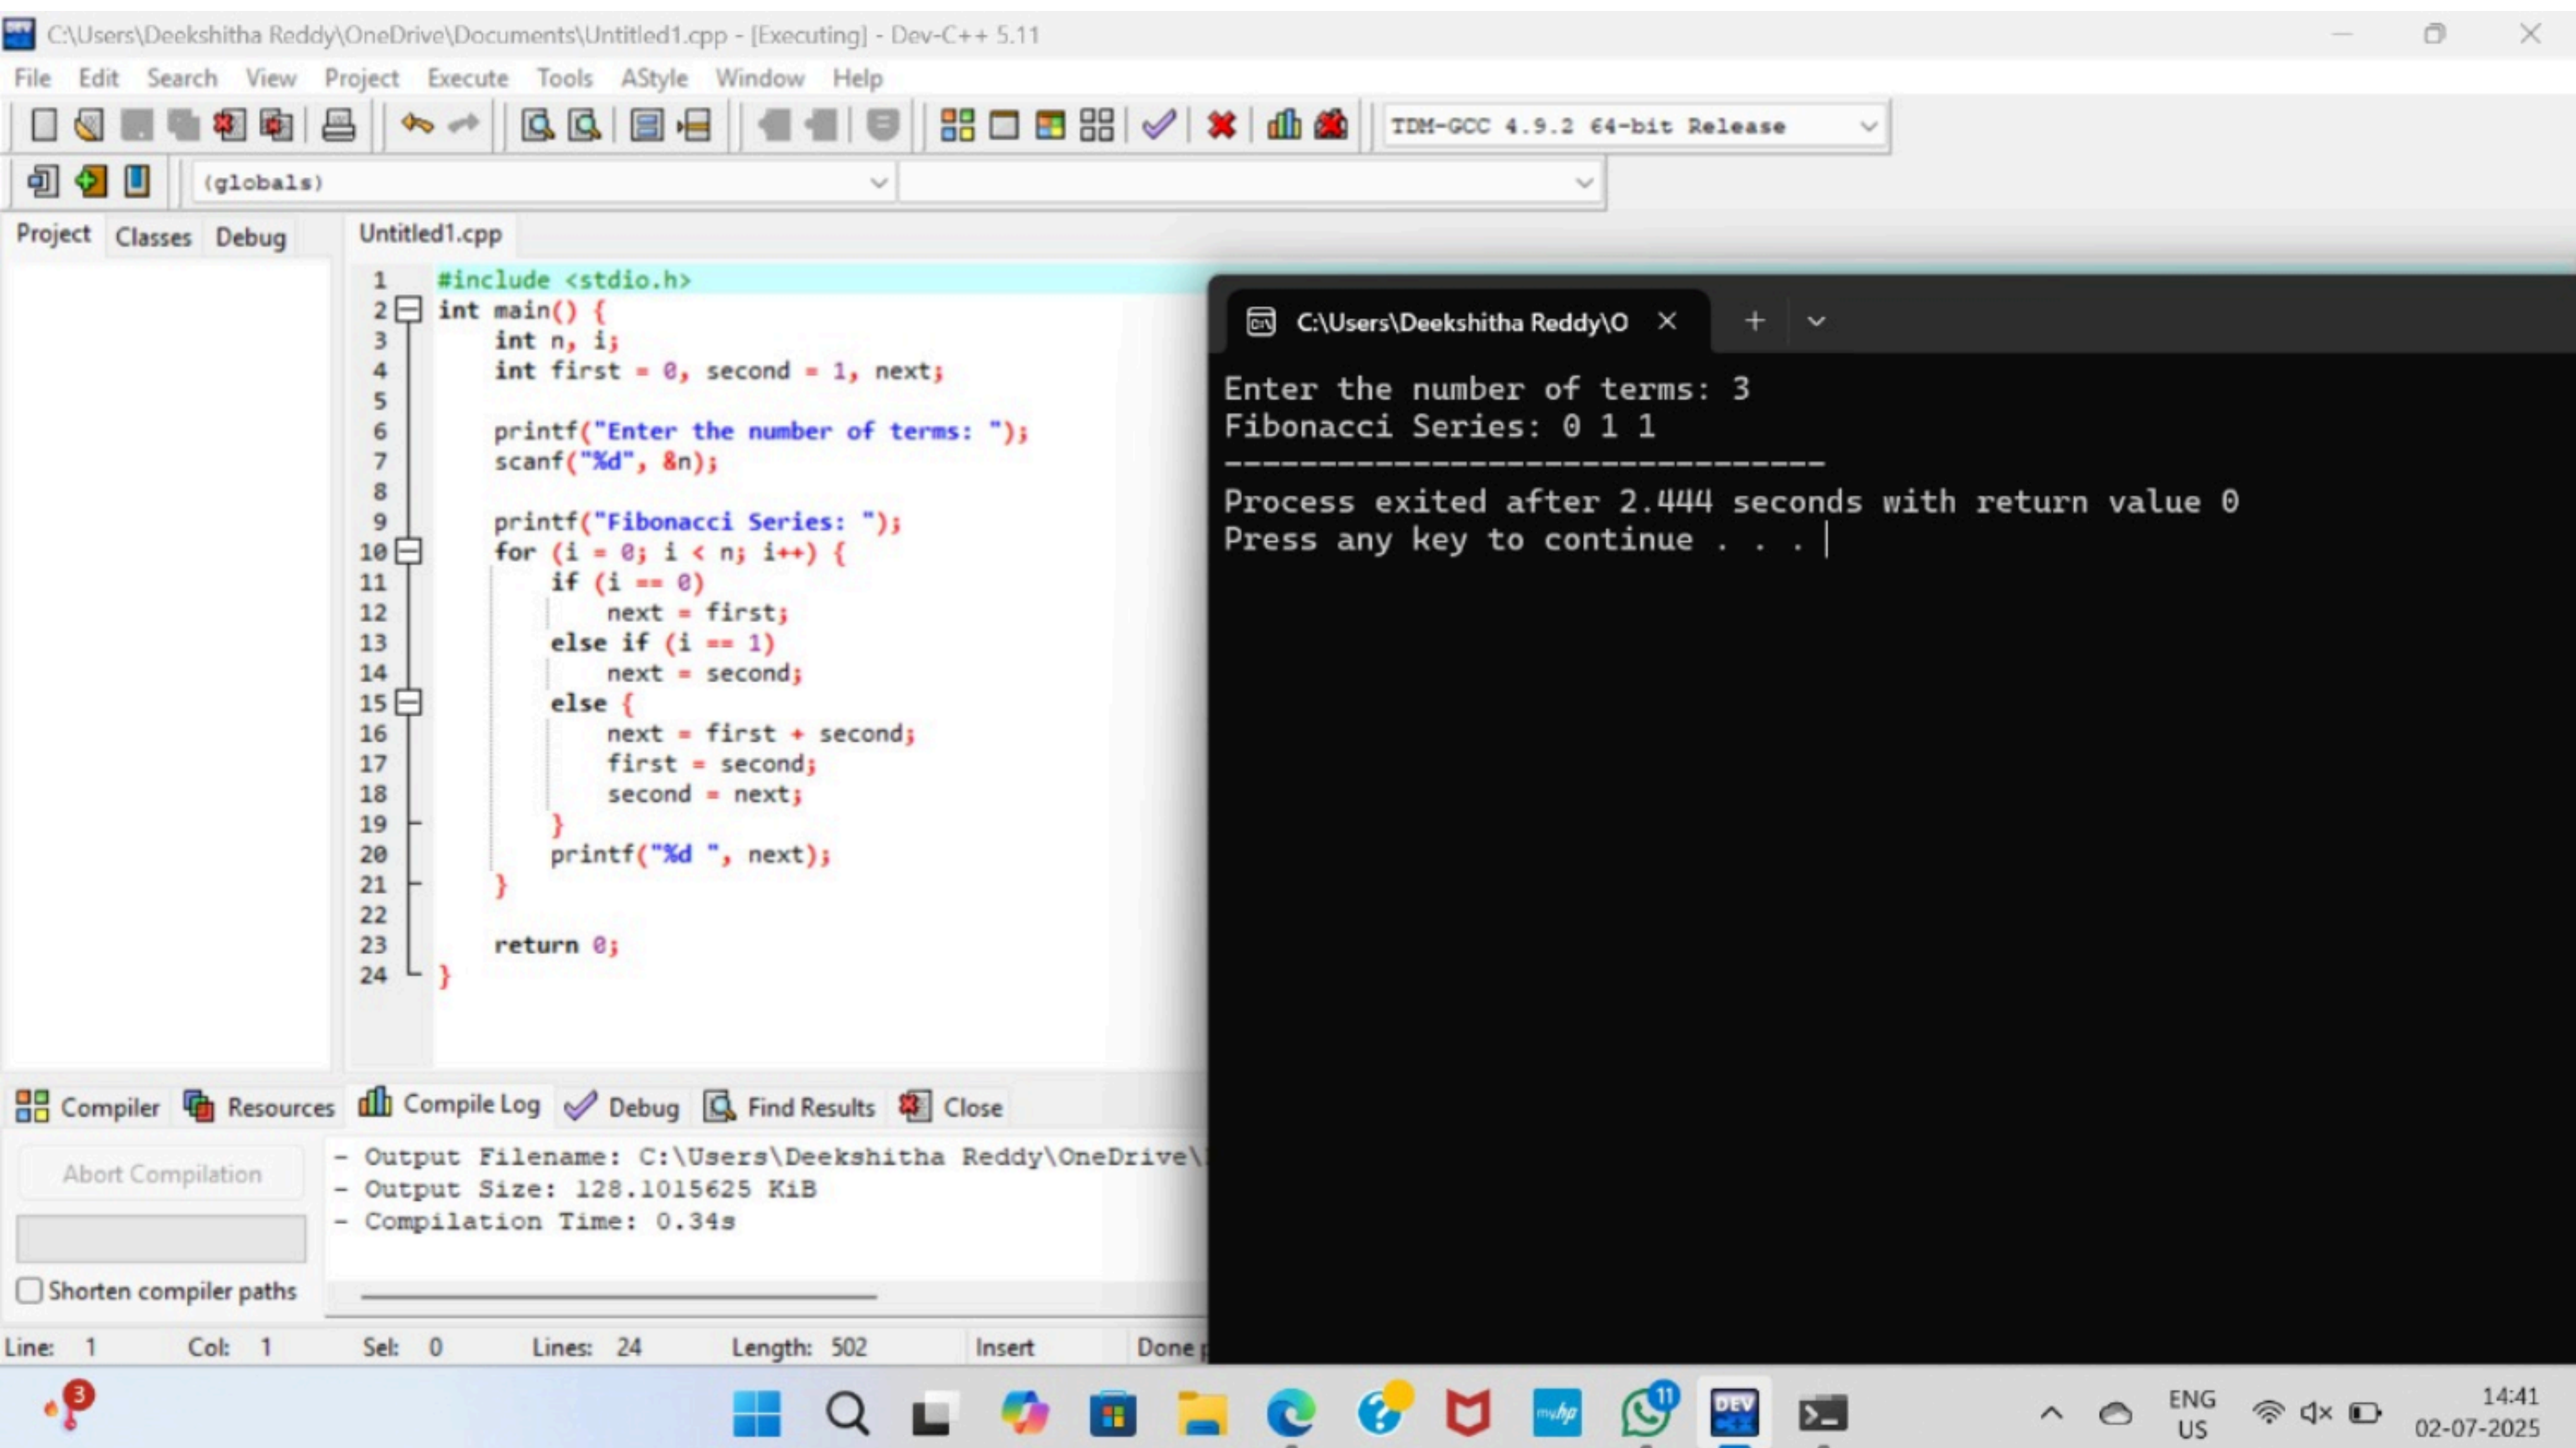 C:\Users\Deekshitha Reddy\OneDrive\Documents\Untitled1.cpp - [Executing] - Dev-C++ 5.11
File Edit Search View Project Execute Tools AStyle Window Help
TDM-GCC 4.9.2 64-bit Release
(globals)
Project Classes Debug
Untitled1.cpp
1 #include <stdio.h>
2 int main() {
3 int n, i;
4 int first = 0, second = 1, next;
5
6 printf("Enter the number of terms: ");
7 scanf("%d", &n);
8
9 printf("Fibonacci Series: ");
10 for (i = 0; i < n; i++) {
11 if (i == 0)
12 next = first;
13 else if (i == 1)
14 next = second;
15 else {
16 next = first + second;
17 first = second;
18 second = next;
19 }
20 printf("%d ", next);
21 }
22
23 return 0;
24 }
C:\Users\Deekshitha Reddy\O
Enter the number of terms: 3
Fibonacci Series: 0 1 1
--------------------------------
Process exited after 2.444 seconds with return value 0
Press any key to continue . . .
Compiler Resources Compile Log Debug Find Results Close
Abort Compilation
Shorten compiler paths
- Output Filename: C:\Users\Deekshitha Reddy\OneDrive\
- Output Size: 128.1015625 KiB
- Compilation Time: 0.34s
Line: 1 Col: 1 Sel: 0 Lines: 24 Length: 502 Insert Done
3
myhp
11
DEV
C++
ENG
US
14:41
02-07-2025